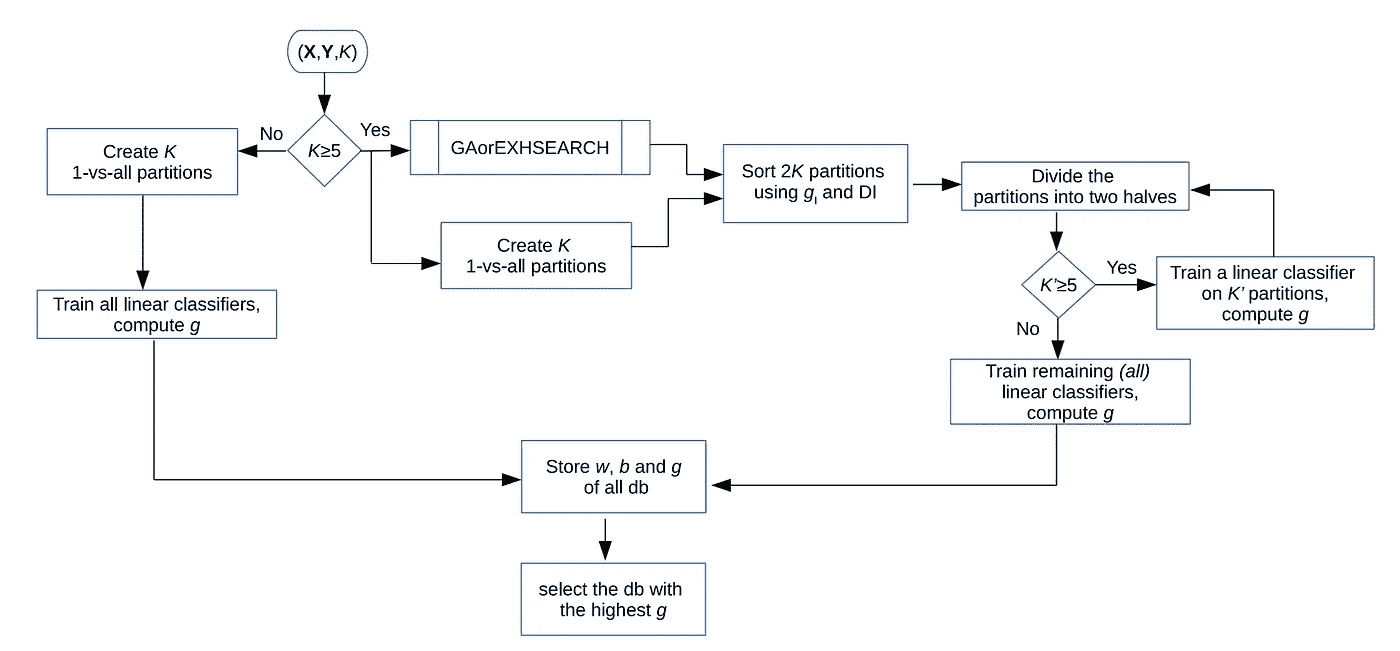 (X,Y,K)
K≥5
No
Yes
Create K
1-vs-all partitions
Train all linear classifiers,
compute g
GAorEXHSEARCH
Create K
1-vs-all partitions
Sort 2K partitions
using gI and DI
Divide the
partitions into two halves
K'≥5
Yes
No
Train a linear classifier
on K' partitions,
compute g
Train remaining (all)
linear classifiers,
compute g
Store w, b and g
of all db
select the db with
the highest g